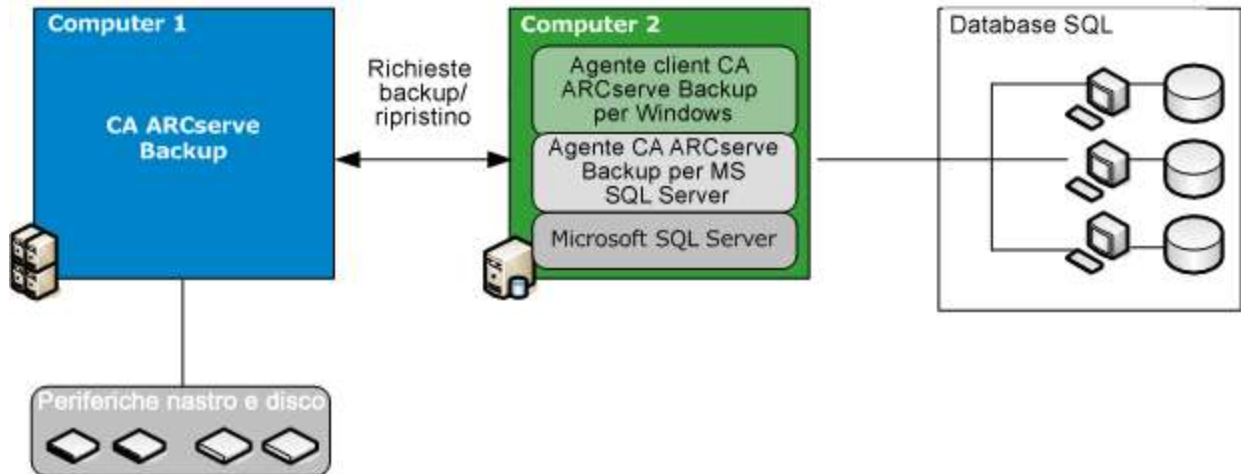 Computer 1
CA ARCserve
Backup
Richieste
backup/
ripristino
Computer 2
Agente client CA
ARCserve Backup
per Windows
Agente CA ARCserve
Backup per MS
SQL Server
Microsoft SQL Server
Database SQL
Periferiche nastro e disco